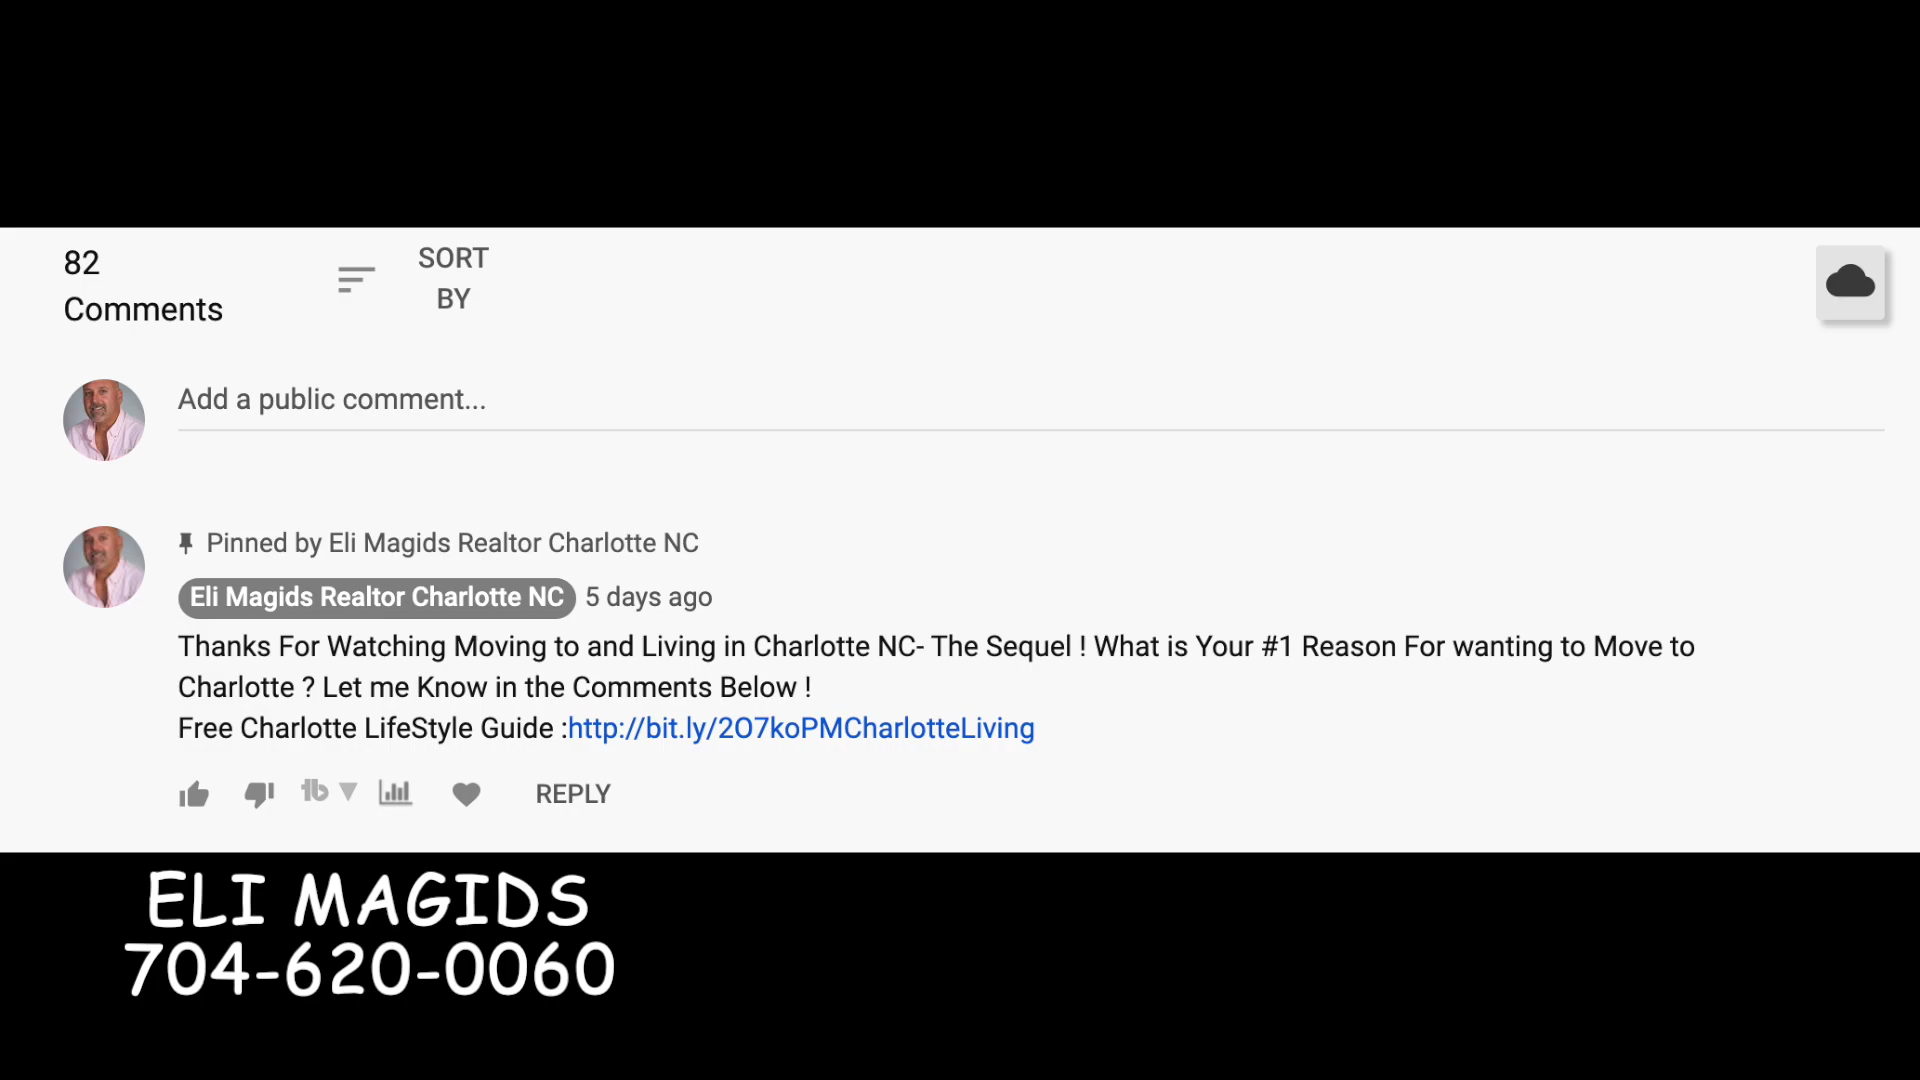 82
Comments
SORT
BY
Add a public comment...
Pinned by Eli Magids Realtor Charlotte NC
Eli Magids Realtor Charlotte NC 5 days ago
Thanks For Watching Moving to and Living in Charlotte NC- The Sequel ! What is Your #1 Reason For wanting to Move to
Charlotte ? Let me Know in the Comments Below !
Free Charlotte LifeStyle Guide :http://bit.ly/2O7koPMCharlotteLiving
tb
REPLY
ELI MAGIDS
704-620-0060